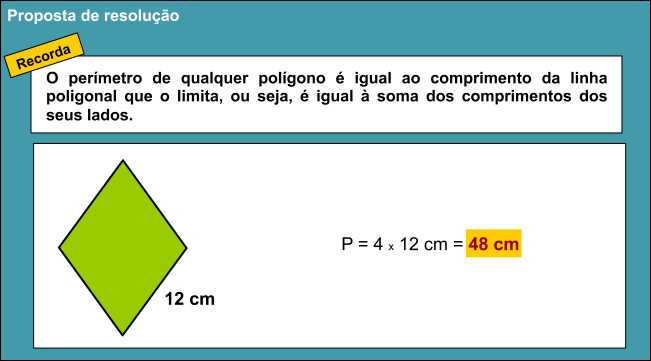 Proposta de resolução
Recorda
O perímetro de qualquer polígono é igual ao comprimento da linha
poligonal que o limita, ou seja, é igual à soma dos comprimentos dos
seus lados.
P = 4 x 12 cm = 48 cm
12 cm